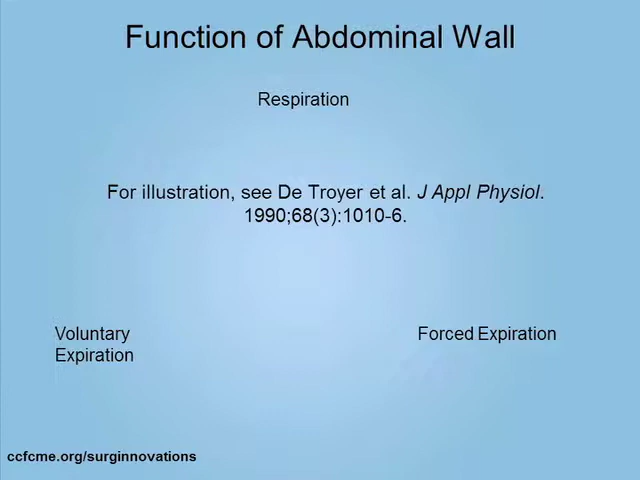 Function of Abdominal Wall
Respiration
For illustration, see De Troyer et al. J Appl Physiol.
1990;68(3):1010-6.
Voluntary
Expiration
Forced Expiration
ccfcme.org/surginnovations